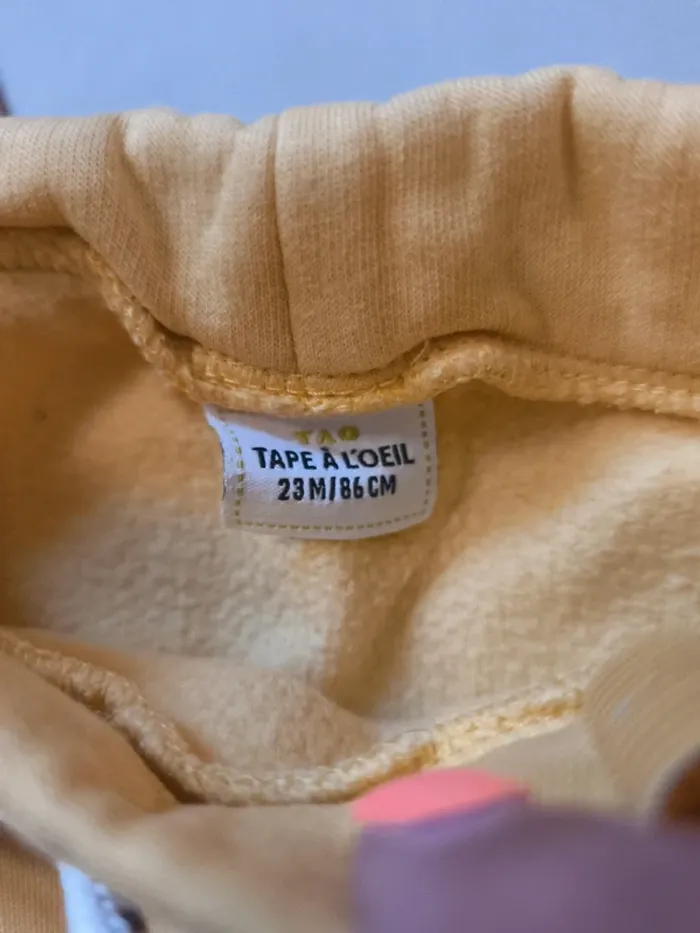 TAO
TAPE À L'OEIL
23M/86CM